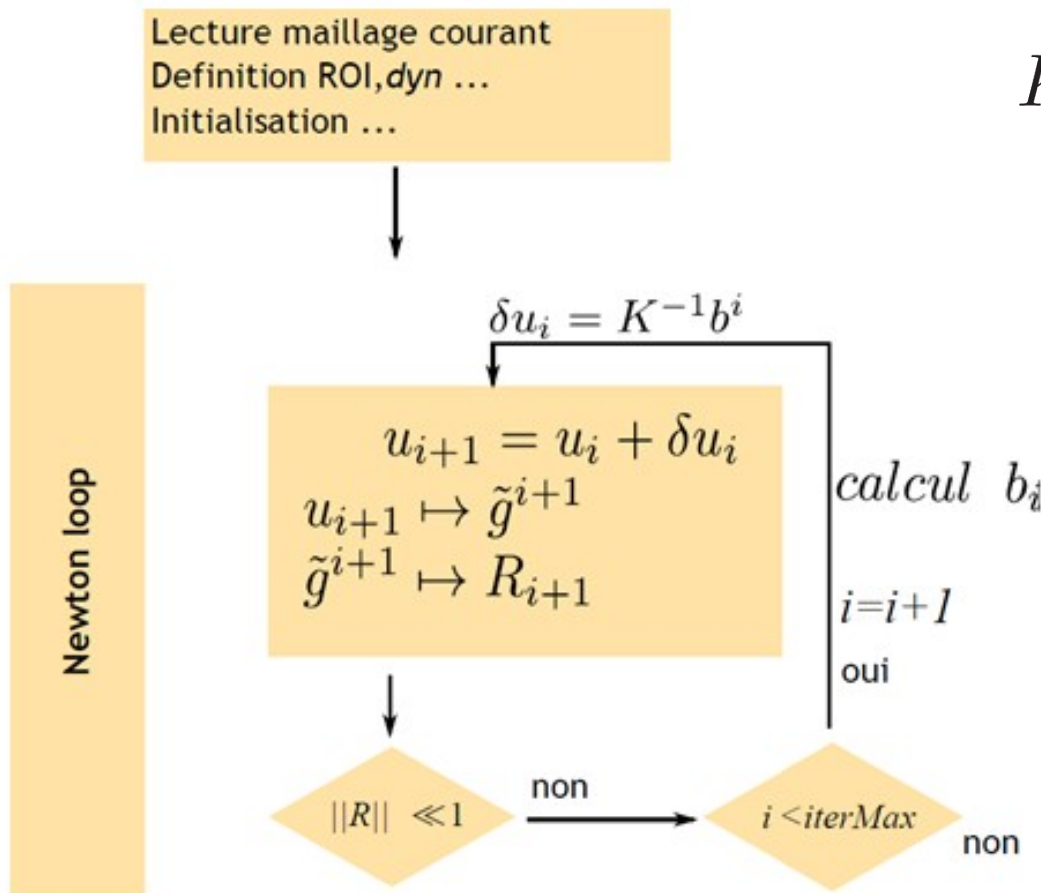 Lecture maillage courant
Definition ROI,dyn ...
Initialisation ...
δu_i = K^{-1}b^i
u_{i+1} = u_i + δu_i
u_{i+1} ↦ g̃^{i+1}
g̃^{i+1} ↦ R_{i+1}
Newton loop
calcul b_i
i=i+1
oui
||R|| ≪1
non
i <iterMax
non